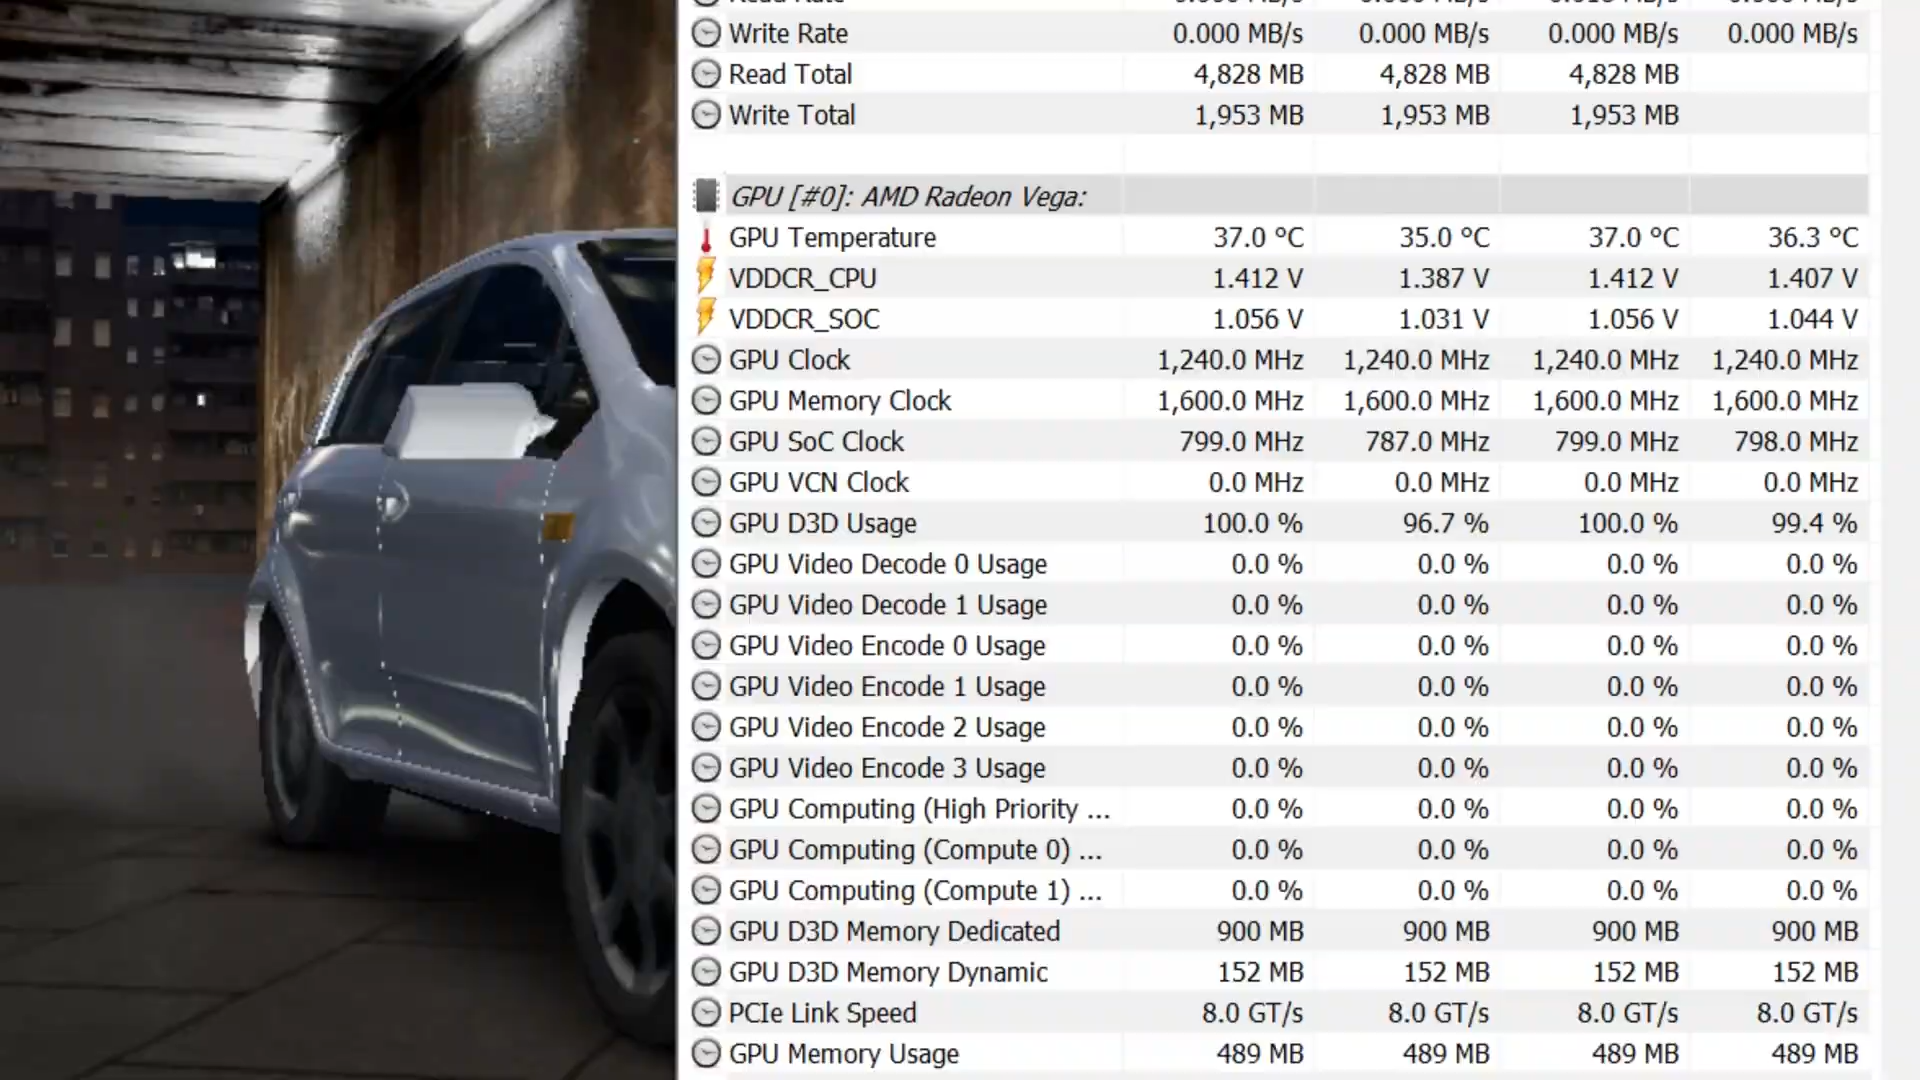 Read Rate 0.000 MB/s 0.000 MB/s 0.000 MB/s
Write Rate 0.000 MB/s 0.000 MB/s 0.000 MB/s 0.000 MB/s
Read Total 4,828 MB 4,828 MB 4,828 MB
Write Total 1,953 MB 1,953 MB 1,953 MB
GPU [#0]: AMD Radeon Vega:
GPU Temperature 37.0 °C 35.0 °C 37.0 °C 36.3 °C
VDDCR_CPU 1.412 V 1.387 V 1.412 V 1.407 V
VDDCR_SOC 1.056 V 1.031 V 1.056 V 1.044 V
GPU Clock 1,240.0 MHz 1,240.0 MHz 1,240.0 MHz 1,240.0 MHz
GPU Memory Clock 1,600.0 MHz 1,600.0 MHz 1,600.0 MHz 1,600.0 MHz
GPU SoC Clock 799.0 MHz 787.0 MHz 799.0 MHz 798.0 MHz
GPU VCN Clock 0.0 MHz 0.0 MHz 0.0 MHz 0.0 MHz
GPU D3D Usage 100.0 % 96.7 % 100.0 % 99.4 %
GPU Video Decode 0 Usage 0.0 % 0.0 % 0.0 % 0.0 %
GPU Video Decode 1 Usage 0.0 % 0.0 % 0.0 % 0.0 %
GPU Video Encode 0 Usage 0.0 % 0.0 % 0.0 % 0.0 %
GPU Video Encode 1 Usage 0.0 % 0.0 % 0.0 % 0.0 %
GPU Video Encode 2 Usage 0.0 % 0.0 % 0.0 % 0.0 %
GPU Video Encode 3 Usage 0.0 % 0.0 % 0.0 % 0.0 %
GPU Computing (High Priority ... 0.0 % 0.0 % 0.0 % 0.0 %
GPU Computing (Compute 0) ... 0.0 % 0.0 % 0.0 % 0.0 %
GPU Computing (Compute 1) ... 0.0 % 0.0 % 0.0 % 0.0 %
GPU D3D Memory Dedicated 900 MB 900 MB 900 MB 900 MB
GPU D3D Memory Dynamic 152 MB 152 MB 152 MB 152 MB
PCIe Link Speed 8.0 GT/s 8.0 GT/s 8.0 GT/s 8.0 GT/s
GPU Memory Usage 489 MB 489 MB 489 MB 489 MB